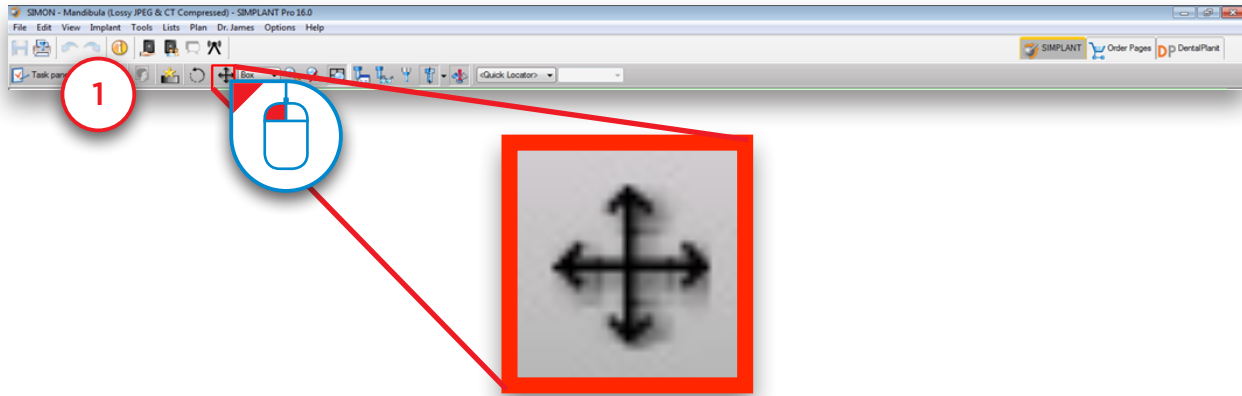 SIMON - Mandibula (Lossy JPEG & CT Compressed) - SIMPLANT Pro 16.0
File Edit View Implant Tools Lists Plan Dr. James Options Help
SIMPLANT Order Pages DP DentalPlanit
Task pane Box <Quick Locator>
1